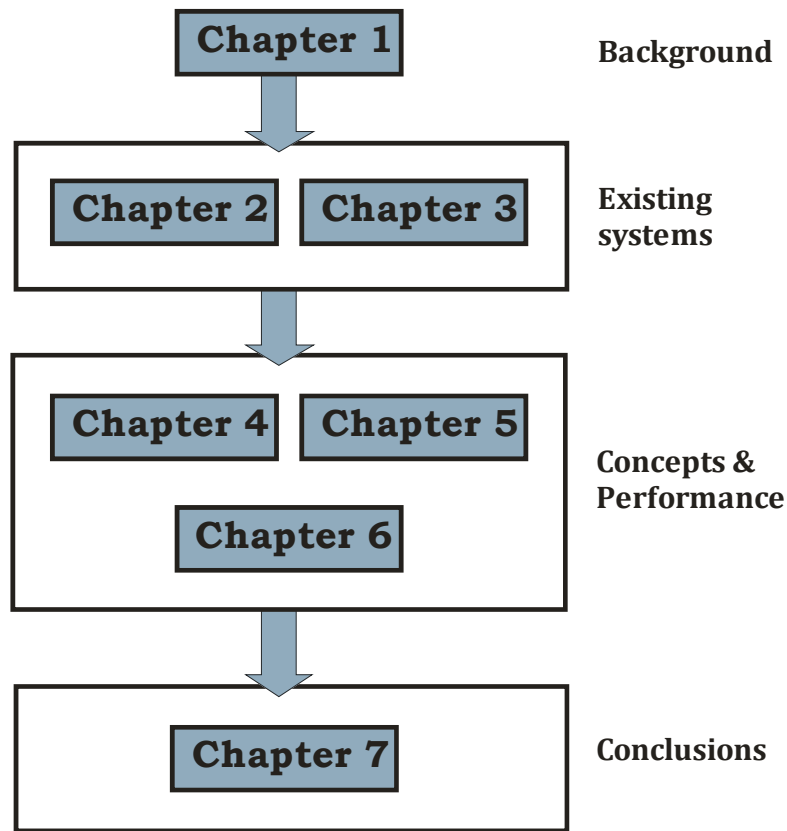 Chapter 1
Background
Chapter 2
Chapter 3
Existing
systems
Chapter 4
Chapter 5
Chapter 6
Concepts &
Performance
Chapter 7
Conclusions